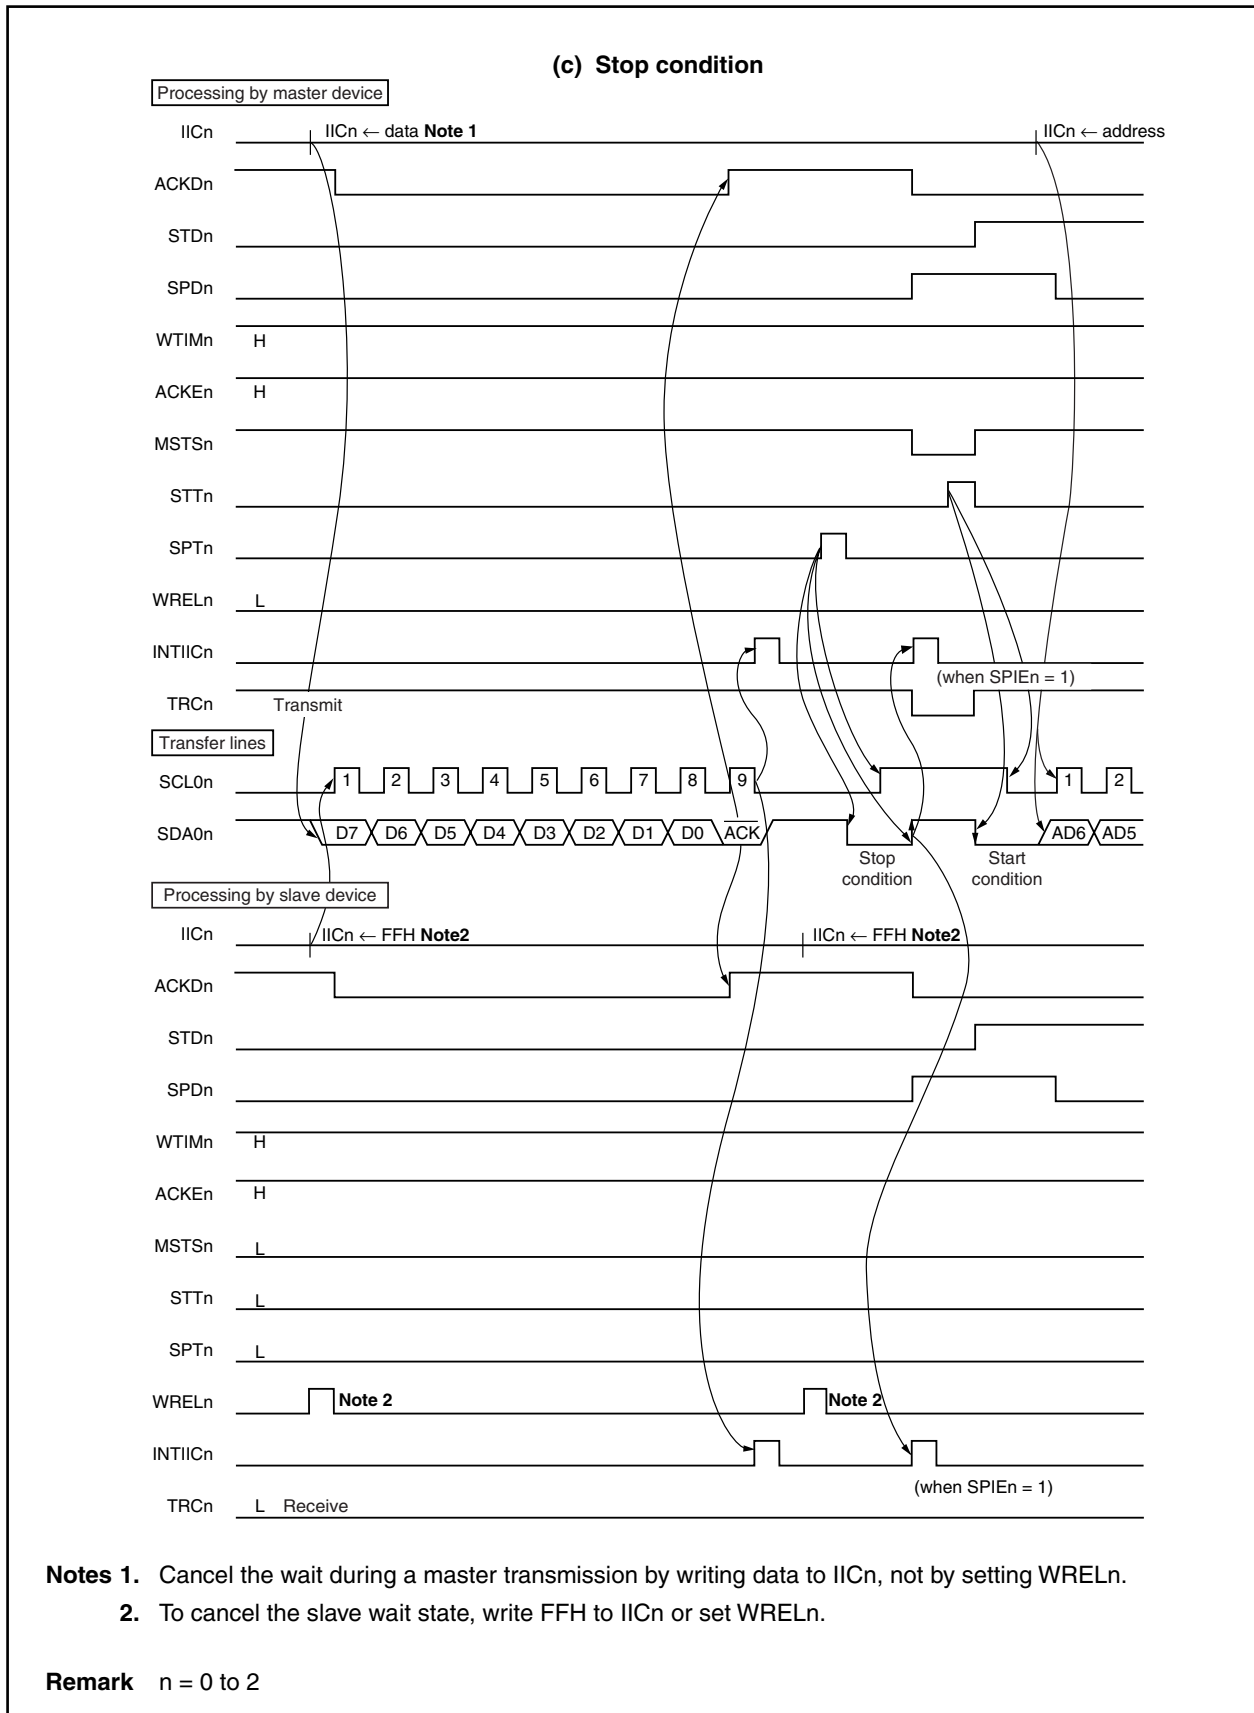 (c) Stop condition
Processing by master device
IICn
IICn ← data Note 1
IICn ← address
ACKDn
STDn
SPDn
WTIMn
H
ACKEn
H
MSTSn
STTn
SPTn
WRELn
L
INTIICn
(when SPIEn = 1)
TRCn
Transmit
Transfer lines
SCL0n
1 2 3 4 5 6 7 8 9 1 2
SDA0n
D7 D6 D5 D4 D3 D2 D1 D0 ACK AD6 AD5
Stop
condition
Start
condition
Processing by slave device
IICn
IICn ← FFH Note2
IICn ← FFH Note2
ACKDn
STDn
SPDn
WTIMn
H
ACKEn
H
MSTSn
L
STTn
L
SPTn
L
WRELn
Note 2
Note 2
INTIICn
(when SPIEn = 1)
TRCn
L Receive
Notes 1. Cancel the wait during a master transmission by writing data to IICn, not by setting WRELn.
2. To cancel the slave wait state, write FFH to IICn or set WRELn.
Remark n = 0 to 2